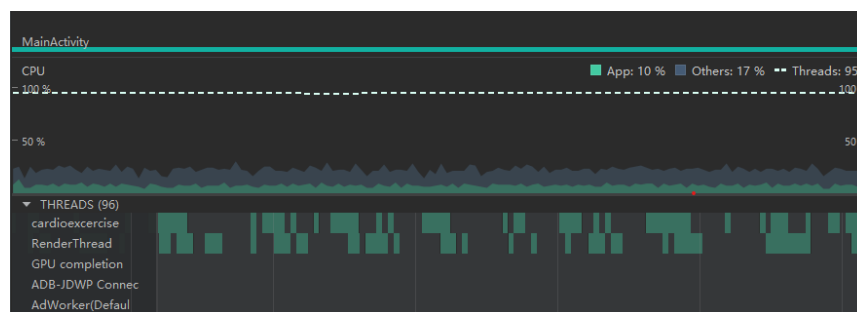 MainActivity
CPU App: 10 % Others: 17 % Threads: 95
100 % 100
50 % 50
THREADS (96)
cardioexcercise
RenderThread
GPU completion
ADB-JDWP Connec
AdWorker(Defaul